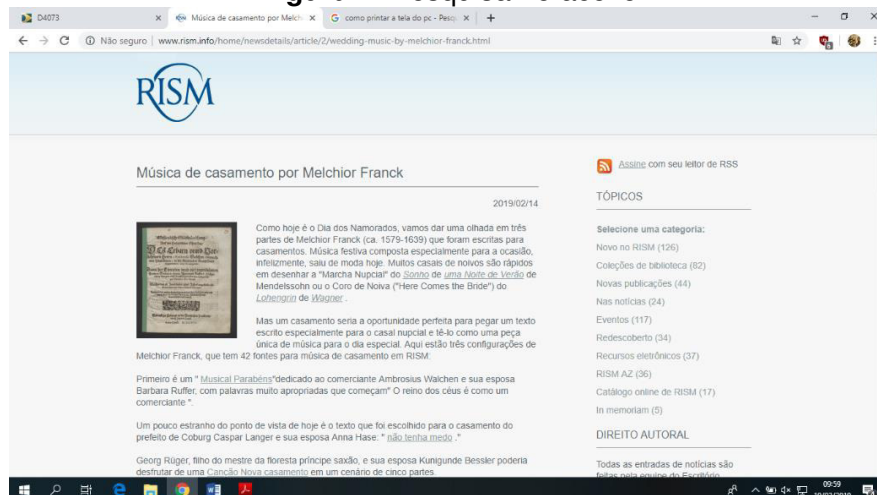 D4073
Música de casamento por Melch
como printar a tela do pc - Pesq
Não seguro | www.rism.info/home/newsdetails/article/2/wedding-music-by-melchior-franck.html
RISM
Assine com seu leitor de RSS
Música de casamento por Melchior Franck
2019/02/14
Como hoje é o Dia dos Namorados, vamos dar uma olhada em três
partes de Melchior Franck (ca. 1579-1639) que foram escritas para
casamentos. Música festiva composta especialmente para a ocasião,
infelizmente, saiu de moda hoje. Muitos casais de noivos são rápidos
em desenhar a "Marcha Nupcial" do Sonho de uma Noite de Verão de
Mendelssohn ou o Coro de Noiva ("Here Comes the Bride") do
Lohengrin de Wagner .
Mas um casamento seria a oportunidade perfeita para pegar um texto
escrito especialmente para o casal nupcial e tê-lo como uma peça
única de música para o dia especial. Aqui estão três configurações de
Melchior Franck, que tem 42 fontes para música de casamento em RISM:
Primeiro é um " Musical Parabéns"dedicado ao comerciante Ambrosius Walchen e sua esposa
Barbara Ruffer, com palavras muito apropriadas que começam" O reino dos céus é como um
comerciante ".
Um pouco estranho do ponto de vista de hoje é o texto que foi escolhido para o casamento do
prefeito de Coburg Caspar Langer e sua esposa Anna Hase: " não tenha medo ."
Georg Rüger, filho do mestre da floresta príncipe saxão, e sua esposa Kunigunde Bessler poderia
desfrutar de uma Canção Nova casamento em um cenário de cinco partes.
TÓPICOS
Selecione uma categoria:
Novo no RISM (126)
Coleções de biblioteca (82)
Novas publicações (44)
Nas notícias (24)
Eventos (117)
Redescoberto (34)
Recursos eletrônicos (37)
RISM AZ (36)
Catálogo online de RISM (17)
In memoriam (5)
DIREITO AUTORAL
Todas as entradas de notícias são
feitas pela equipe do Escritório
09:59